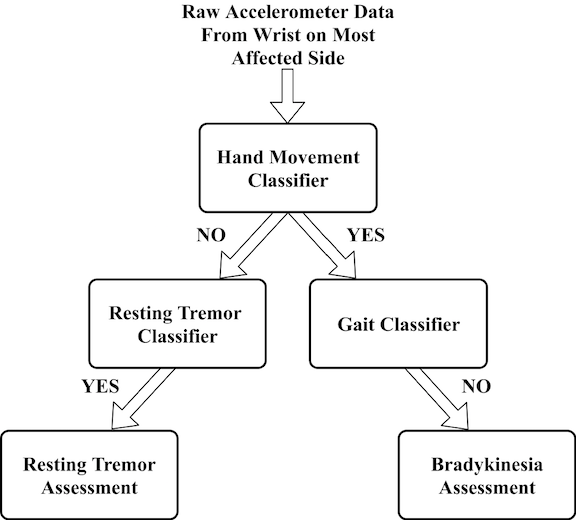 Raw Accelerometer Data
From Wrist on Most
Affected Side
Hand Movement
Classifier
NO
YES
Resting Tremor
Classifier
Gait Classifier
YES
NO
Resting Tremor
Assessment
Bradykinesia
Assessment